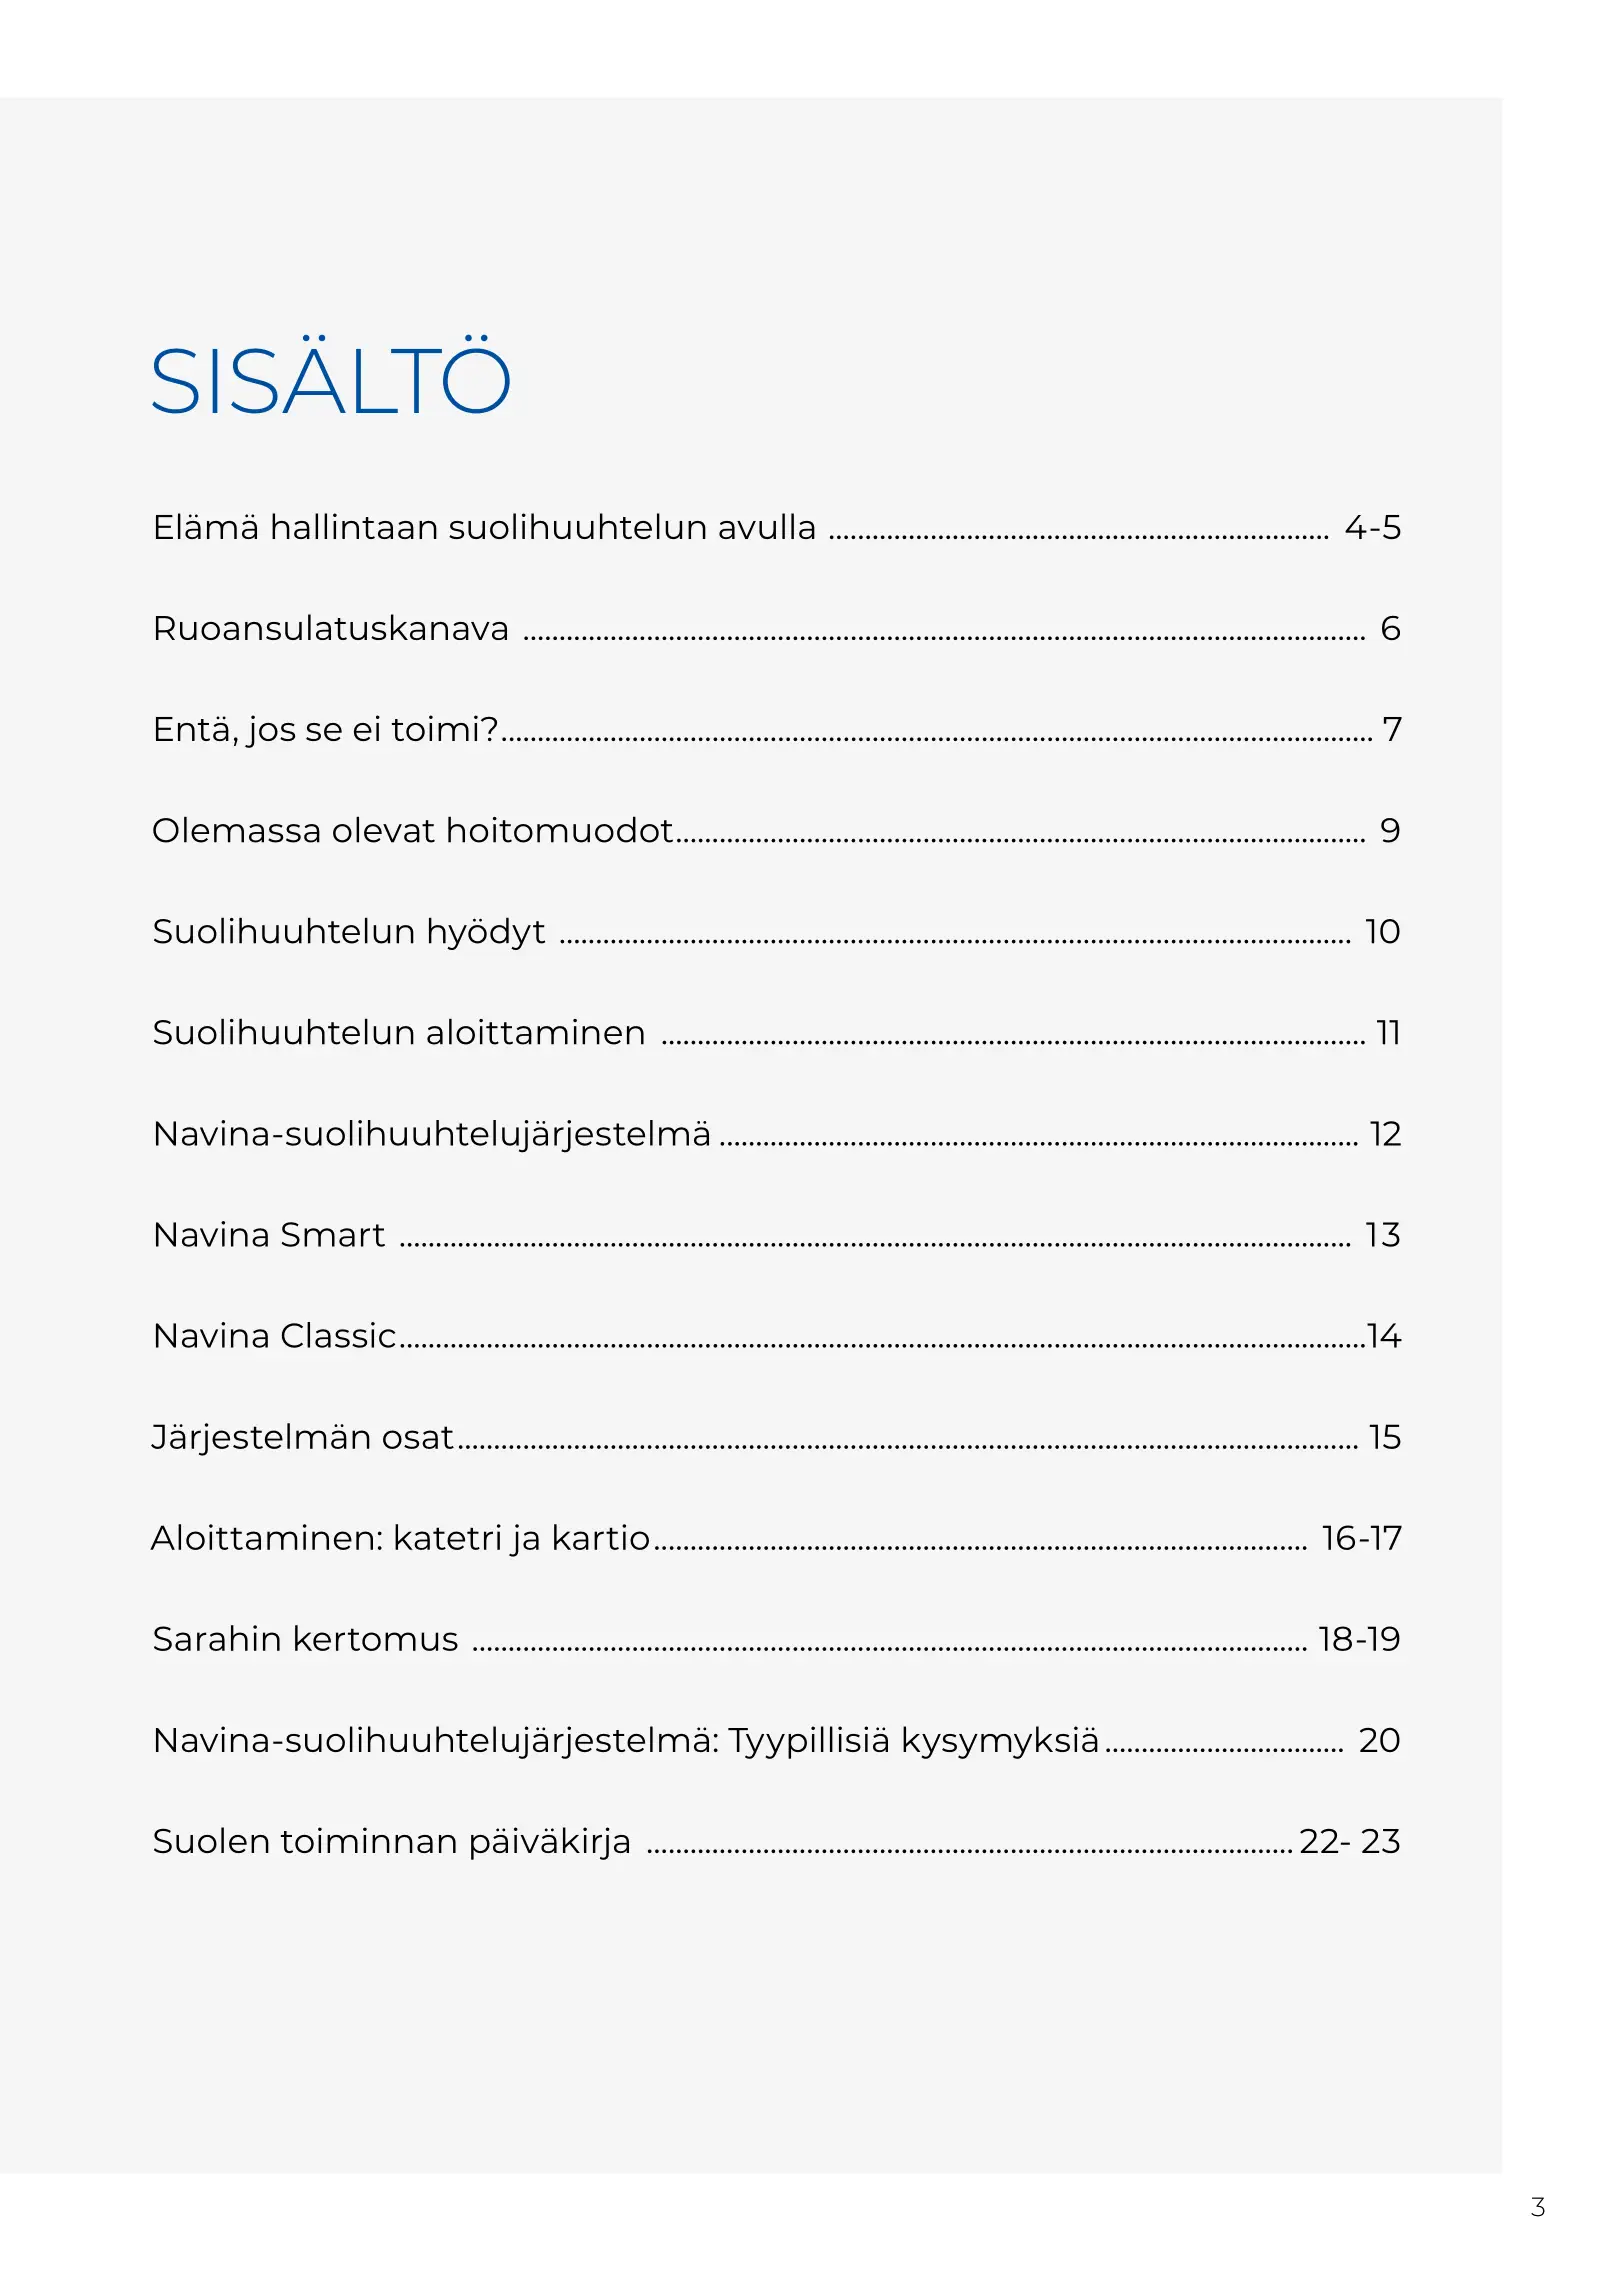 SISÄLTÖ
Elämä hallintaan suolihuuhtelun avulla ..................................................................... 4-5
Ruoansulatuskanava .................................................................................................................... 6
Entä, jos se ei toimi?........................................................................................................................ 7
Olemassa olevat hoitomuodot............................................................................................... 9
Suolihuuhtelun hyödyt ............................................................................................................. 10
Suolihuuhtelun aloittaminen ................................................................................................. 11
Navina-suolihuuhtelujärjestelmä ........................................................................................ 12
Navina Smart ................................................................................................................................... 13
Navina Classic.....................................................................................................................................14
Järjestelmän osat............................................................................................................................ 15
Aloittaminen: katetri ja kartio.......................................................................................... 16-17
Sarahin kertomus ................................................................................................................... 18-19
Navina-suolihuuhtelujärjestelmä: Tyypillisiä kysymyksiä................................. 20
Suolen toiminnan päiväkirja ......................................................................................... 22- 23
3